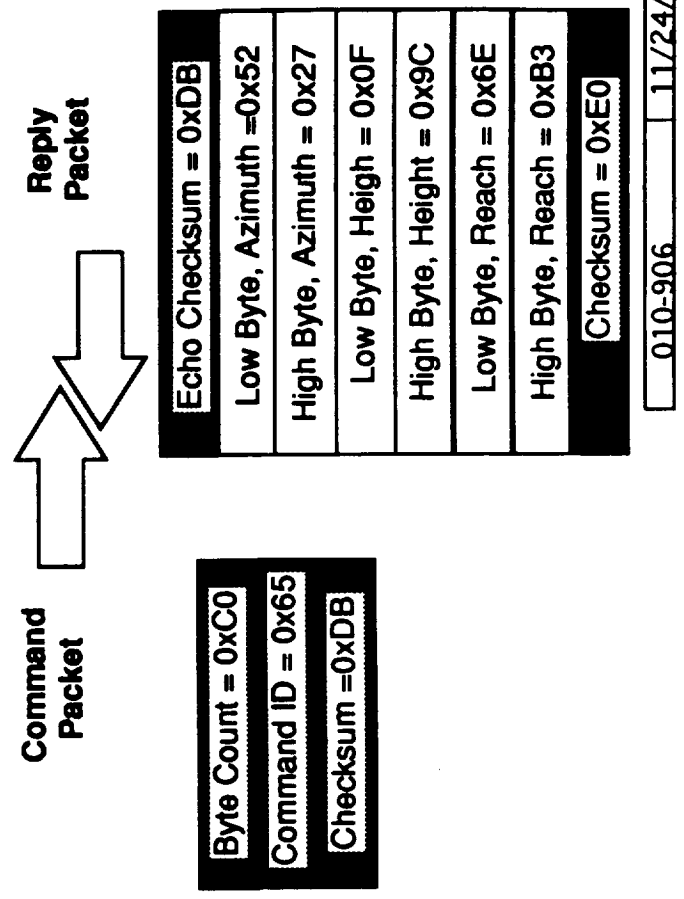 Command
Packet
Reply
Packet
Byte Count = 0xC0
Command ID = 0x65
Checksum =0xDB
Echo Checksum = 0xDB
Low Byte, Azimuth =0x52
High Byte, Azimuth = 0x27
Low Byte, Heigh = 0x0F
High Byte, Height = 0x9C
Low Byte, Reach = 0x6E
High Byte, Reach = 0xB3
Checksum = 0xE0
010-906
11/24/